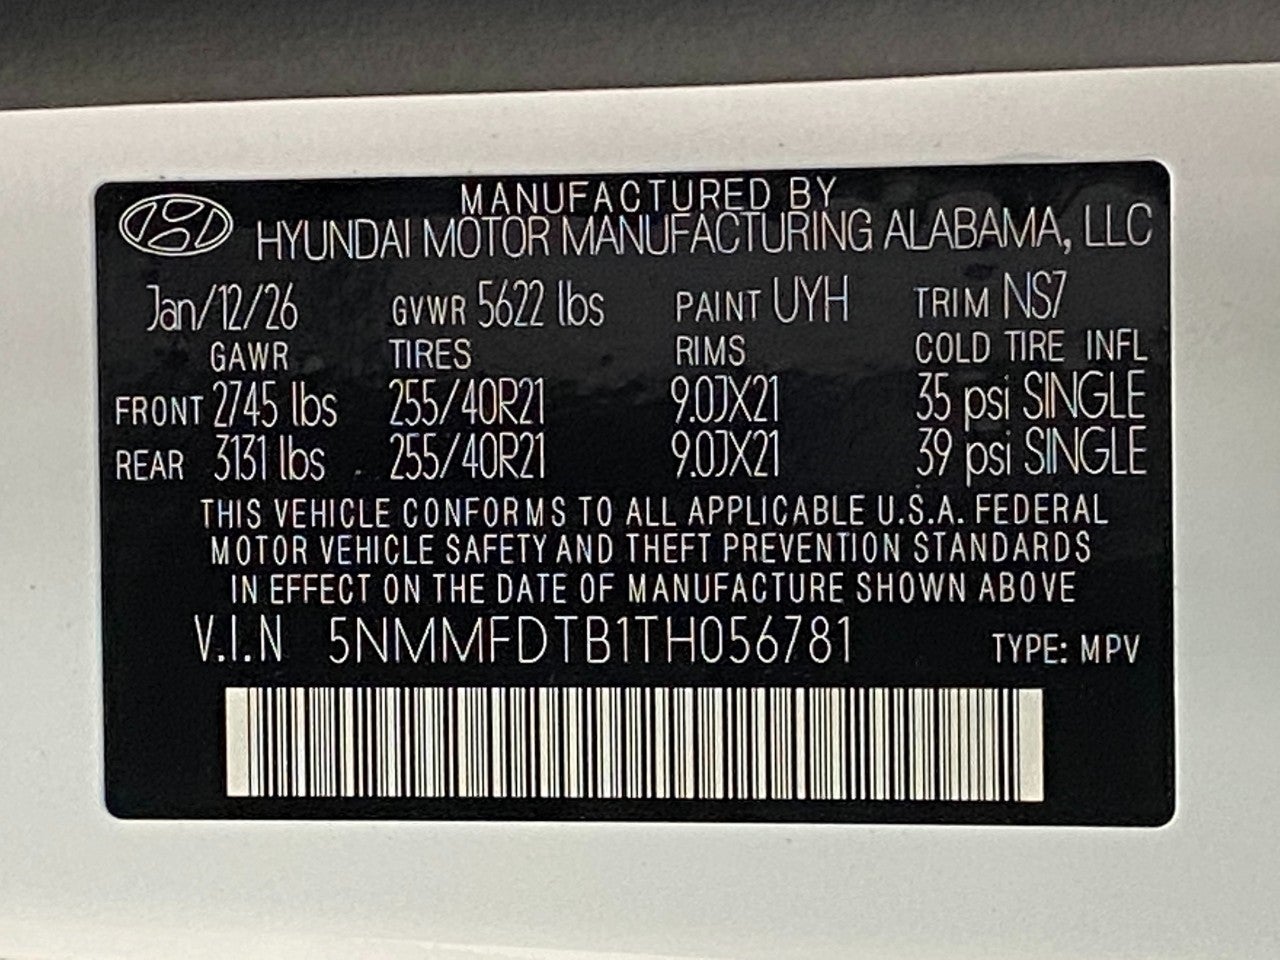 MANUFACTURED BY
HYUNDAI MOTOR MANUFACTURING ALABAMA, LLC
Jan/12/26 GVWR 5622 lbs PAINT UYH TRIM NS7
GAWR TIRES RIMS COLD TIRE INFL
FRONT 2745 lbs 255/40R21 9.0JX21 35 psi SINGLE
REAR 3131 lbs 255/40R21 9.0JX21 39 psi SINGLE
THIS VEHICLE CONFORMS TO ALL APPLICABLE U.S.A. FEDERAL
MOTOR VEHICLE SAFETY AND THEFT PREVENTION STANDARDS
IN EFFECT ON THE DATE OF MANUFACTURE SHOWN ABOVE
V.I.N 5NMMFDTB1TH056781 TYPE: MPV